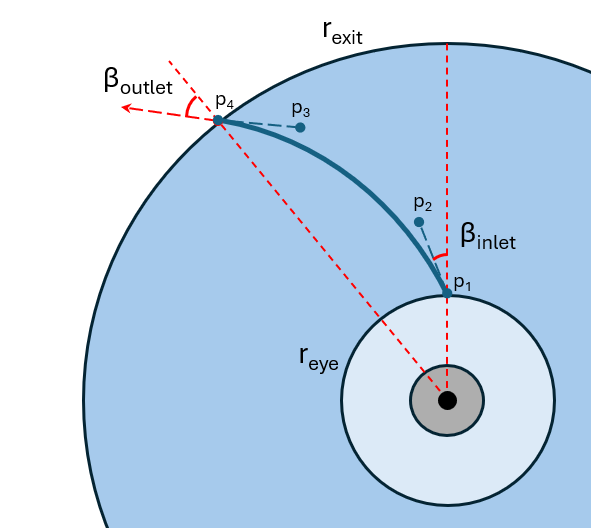 r_exit
β_outlet
p₄
p₃
p₂
β_inlet
p₁
r_eye